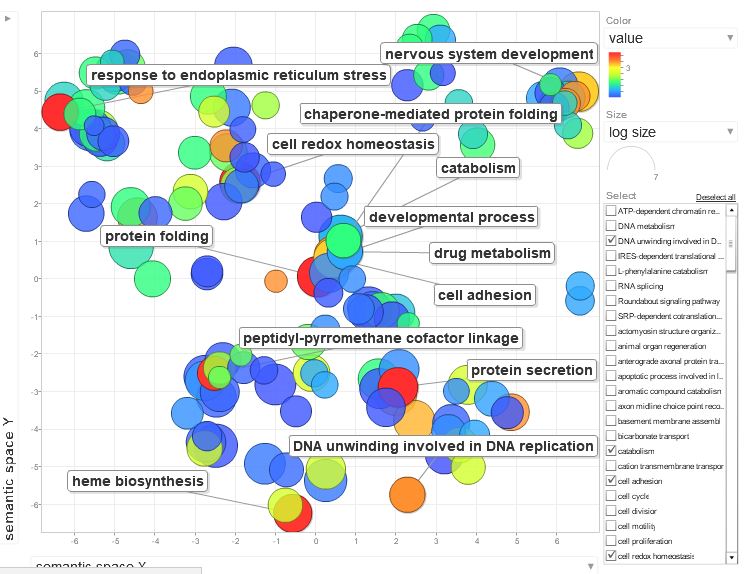 Color
value
3
Size
log size
7
Select
Deselect all
ATP-dependent chromatin re...
DNA metabolism
DNA unwinding involved in D...
IRES-dependent translational ...
L-phenylalanine catabolism
RNA splicing
Roundabout signaling pathway
SRP-dependent cotranslation...
actomyosin structure organiz...
animal organ regeneration
anterograde axonal protein tra...
apoptotic process involved in l...
aromatic compound catabolism
axon midline choice point reco...
basement membrane assembl
bicarbonate transport
catabolism
cation transmembrane transpor
cell adhesion
cell cycle
cell divisior
cell motility
cell proliferation
cell redox homeostasis
nervous system development
response to endoplasmic reticulum stress
chaperone-mediated protein folding
cell redox homeostasis
catabolism
developmental process
protein folding
drug metabolism
cell adhesion
peptidyl-pyrromethane cofactor linkage
protein secretion
DNA unwinding involved in DNA replication
heme biosynthesis
semantic space Y
6
5
4
3
2
1
0
-1
-2
-3
-4
-5
-6
-6 -5 -4 -3 -2 -1 0 1 2 3 4 5 6
semantic space X